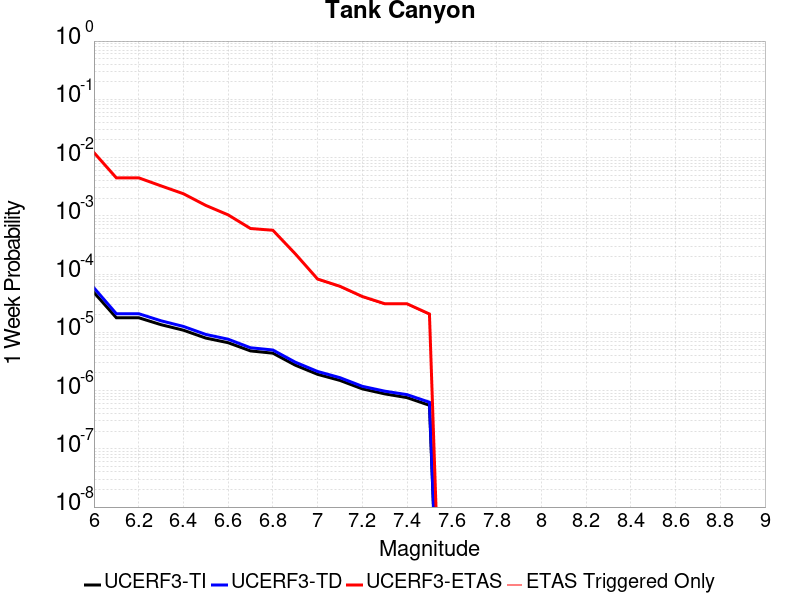 Tank Canyon
1 Week Probability
10 0
10 -1
10 -2
10 -3
10 -4
10 -5
10 -6
10 -7
10 -8
6 6.2 6.4 6.6 6.8 7 7.2 7.4 7.6 7.8 8 8.2 8.4 8.6 8.8 9
Magnitude
UCERF3-TI UCERF3-TD UCERF3-ETAS ETAS Triggered Only